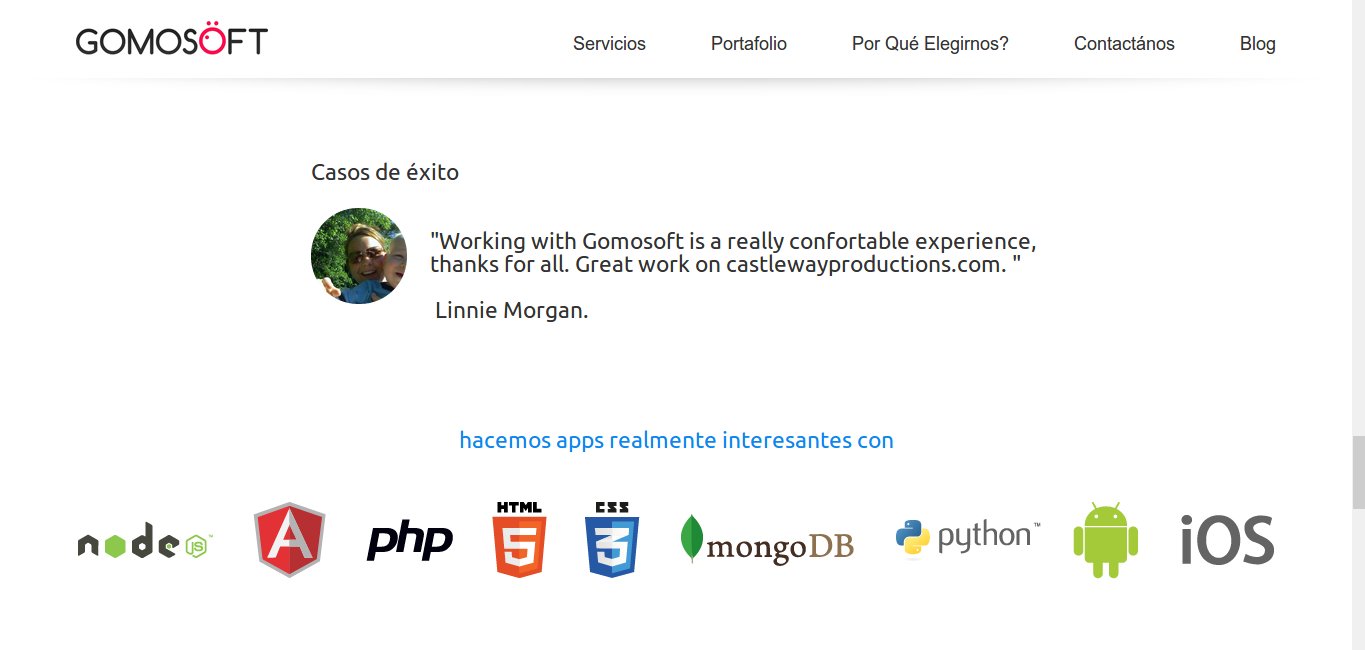 GOMOSÖFT
Servicios
Portafolio
Por Qué Elegirnos?
Contactános
Blog
Casos de éxito
"Working with Gomosoft is a really confortable experience,
thanks for all. Great work on castlewayproductions.com. "
Linnie Morgan.
hacemos apps realmente interesantes con
node JS™
A
php
HTML
5
CSS
3
mongoDB
python™
iOS